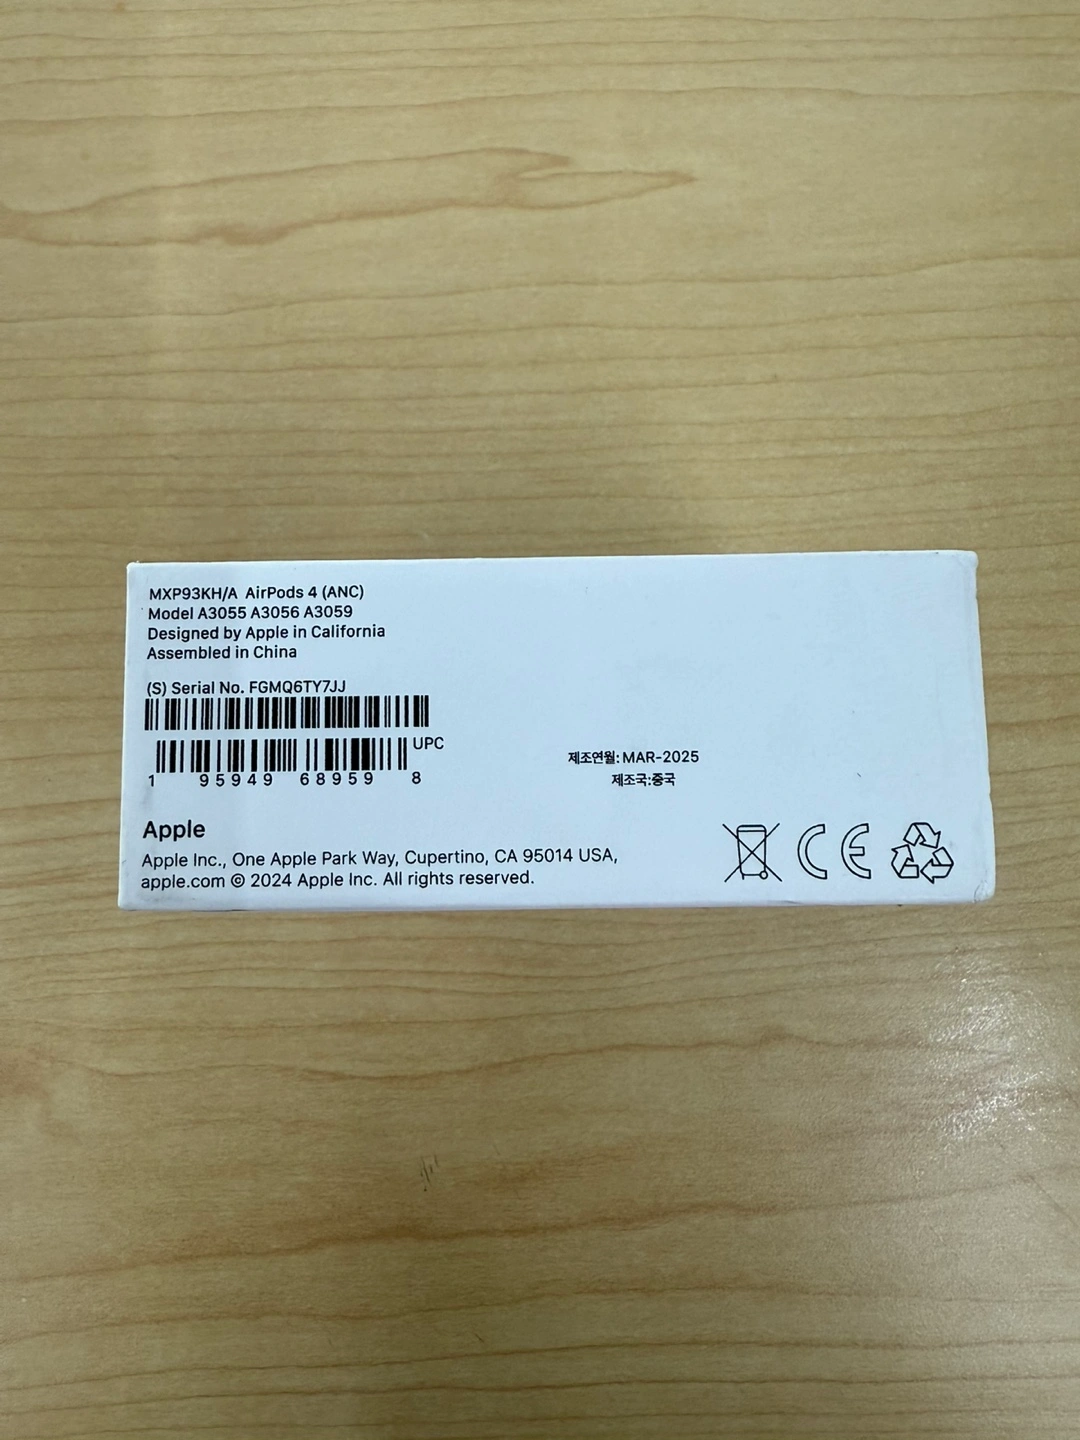 MXP93KH/A AirPods 4 (ANC)
Model A3055 A3056 A3059
Designed by Apple in California
Assembled in China
(S) Serial No. FGMQ6TY7JJ
UPC
1 95949 68959 8
제조연월: MAR-2025
제조국:중국
Apple
Apple Inc., One Apple Park Way, Cupertino, CA 95014 USA,
apple.com © 2024 Apple Inc. All rights reserved.
CE